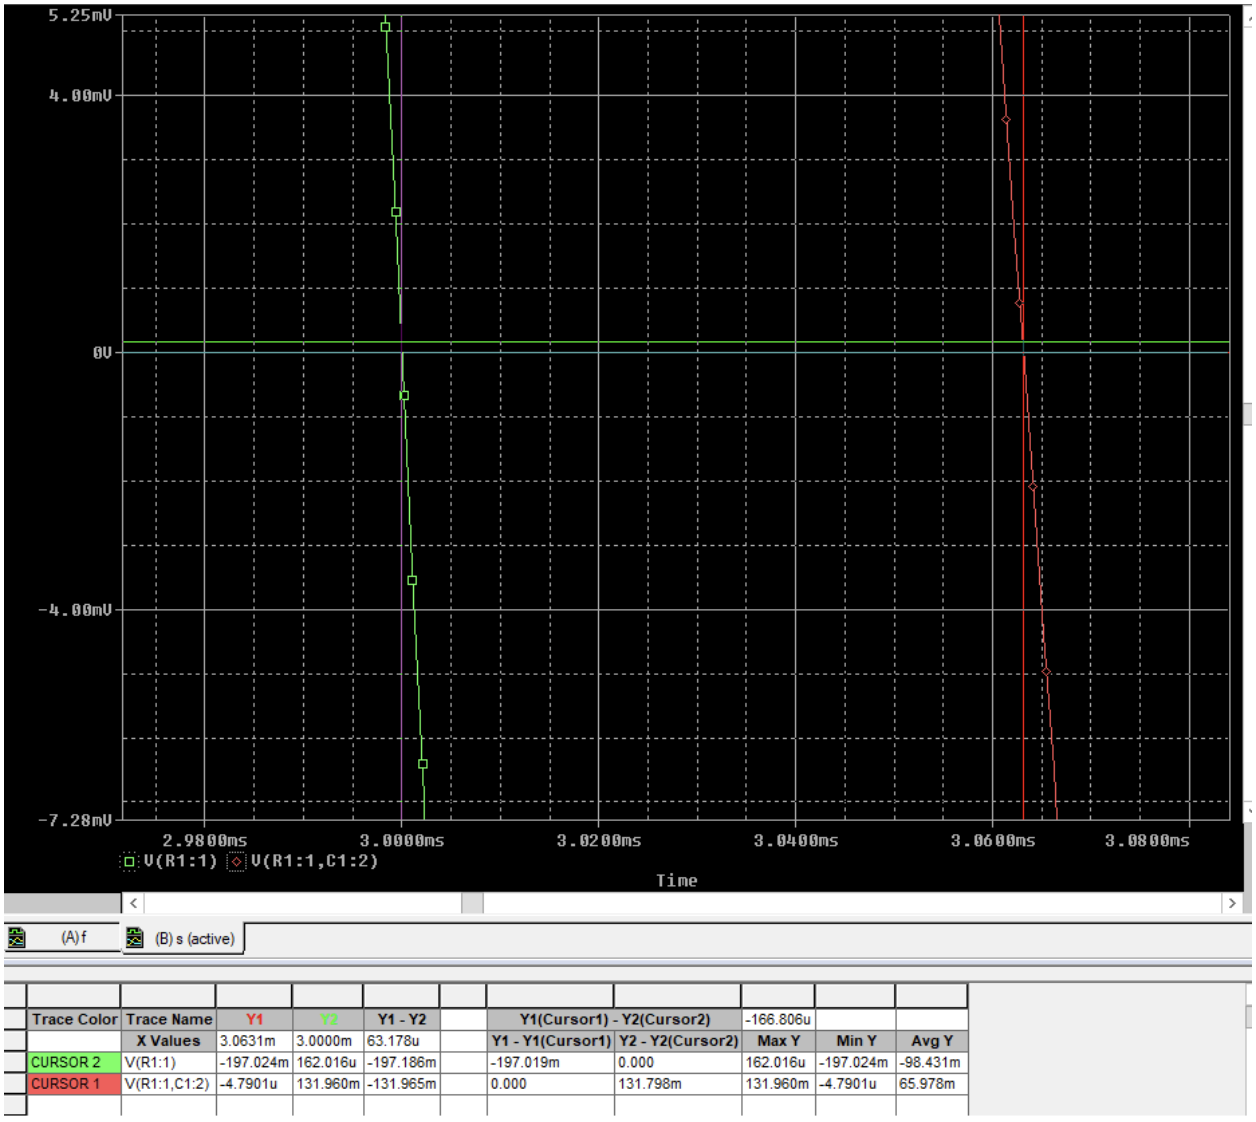 5.25mV
4.00mV
0V
-4.00mV
-7.28mV
2.9800ms 3.0000ms 3.0200ms 3.0400ms 3.0600ms 3.0800ms
V(R1:1) V(R1:1,C1:2)
Time
(A) f (B) s (active)
Trace Color Trace Name Y1 Y2 Y1 - Y2 Y1(Cursor1) - Y2(Cursor2) -166.806u
X Values 3.0631m 3.0000m 63.178u Y1 - Y1(Cursor1) Y2 - Y2(Cursor2) Max Y Min Y Avg Y
CURSOR 2 V(R1:1) -197.024m 162.016u -197.186m -197.019m 0.000 162.016u -197.024m -98.431m
CURSOR 1 V(R1:1,C1:2) -4.7901u 131.960m -131.965m 0.000 131.798m 131.960m -4.7901u 65.978m